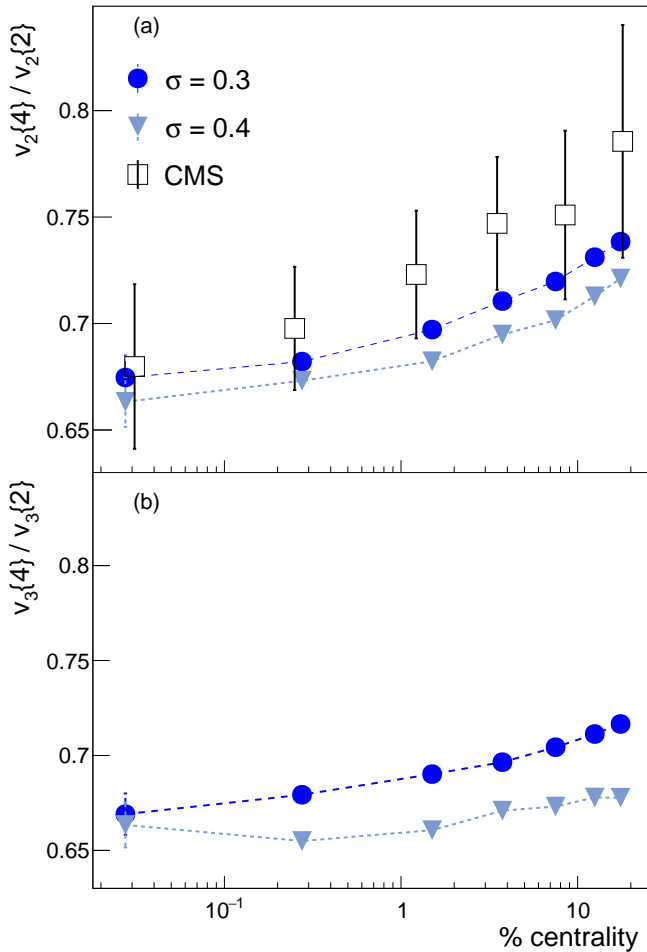 (a)
v₂{4} / v₂{2}
σ = 0.3
σ = 0.4
CMS
0.8
0.75
0.7
0.65
(b)
v₃{4} / v₃{2}
0.8
0.75
0.7
0.65
10⁻¹ 1 10
% centrality